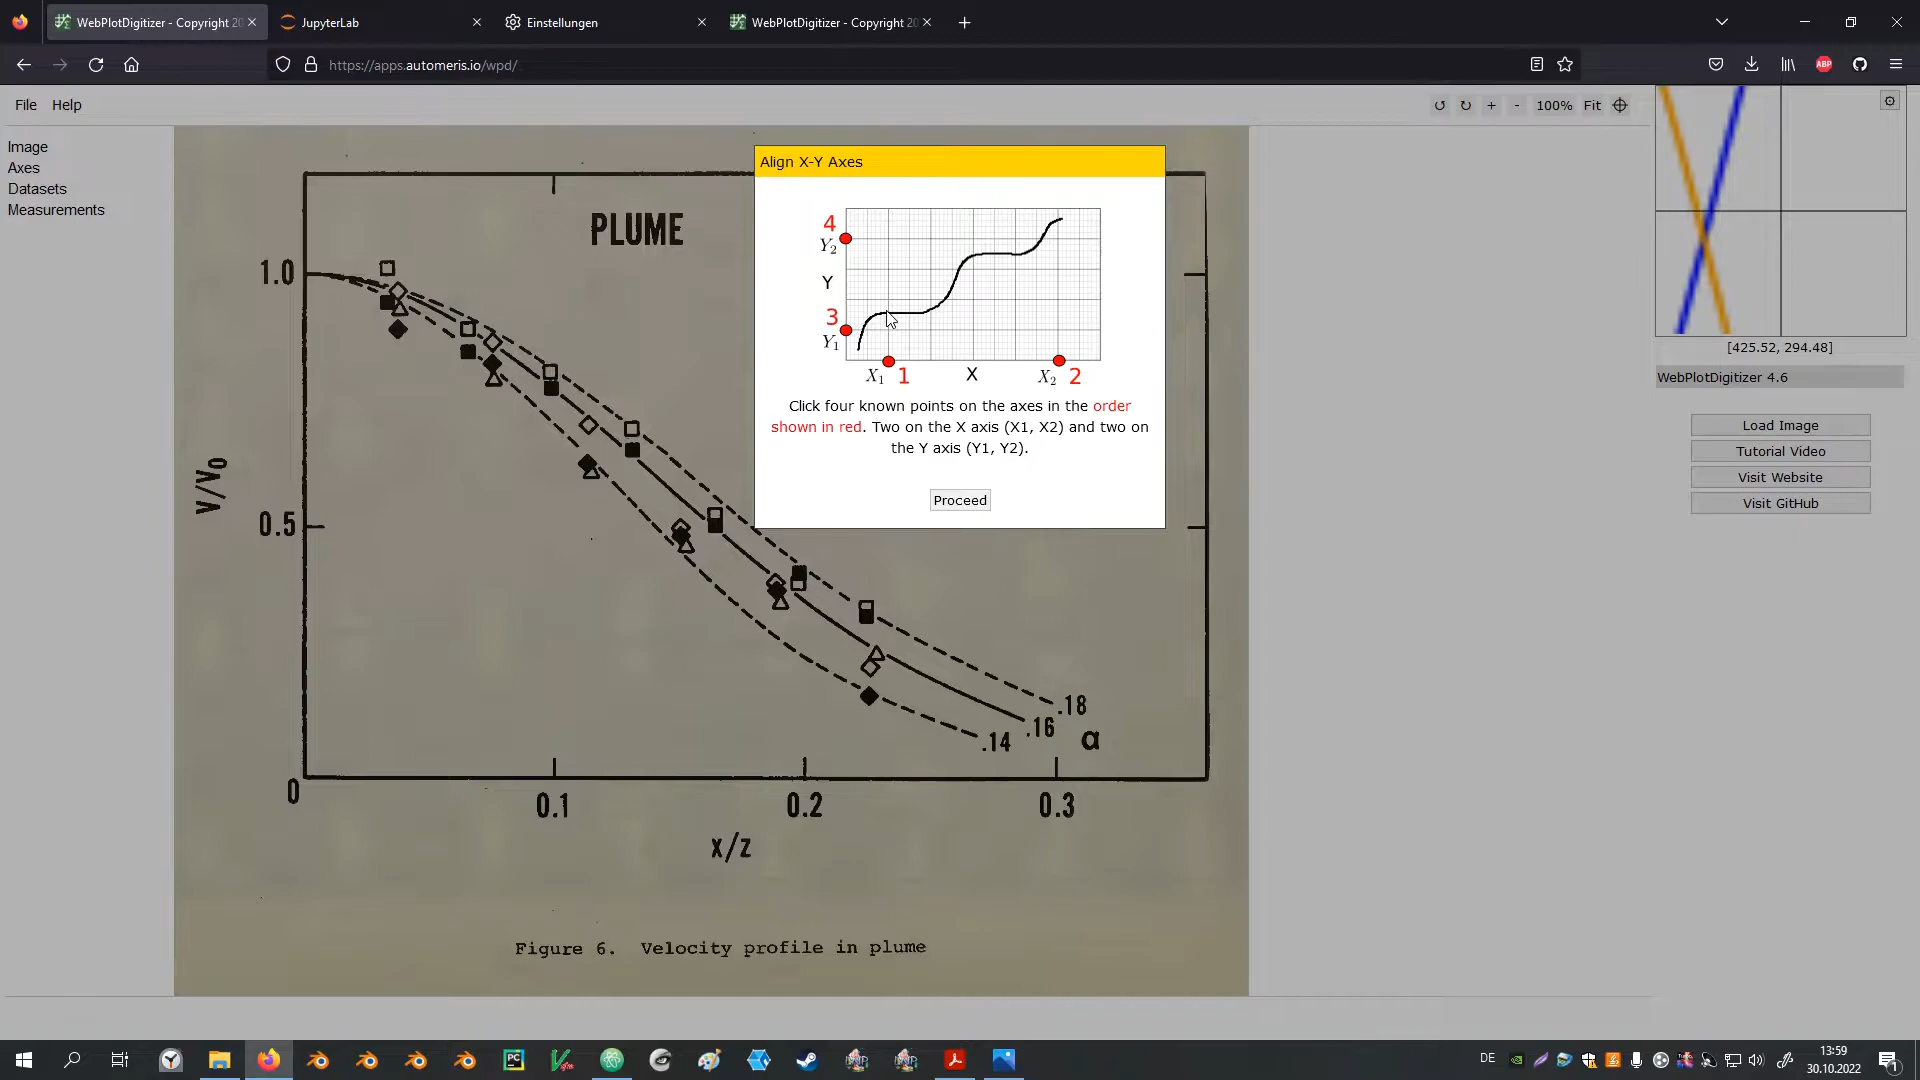 WebPlotDigitizer - Copyright 20
JupyterLab
Einstellungen
WebPlotDigitizer - Copyright 20
https://apps.automeris.io/wpd/
ABP
File
Help
100%
Fit
Image
Axes
Datasets
Measurements
PLUME
1.0
V/V0
0.5
0
0.1
0.2
0.3
x/z
.18
.16
.14
α
Figure 6. Velocity profile in plume
Align X-Y Axes
4
Y2
Y
3
Y1
X1
1
X
X2
2
Click four known points on the axes in the order
shown in red. Two on the X axis (X1, X2) and two on
the Y axis (Y1, Y2).
Proceed
[425.52, 294.48]
WebPlotDigitizer 4.6
Load Image
Tutorial Video
Visit Website
Visit GitHub
PC
DE
13:59
30.10.2022
1